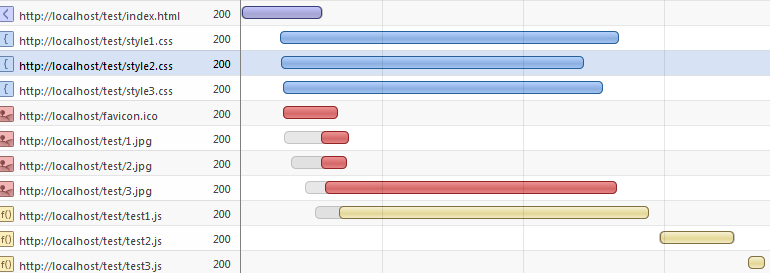 < http://localhost/test/index.html 200
{ http://localhost/test/style1.css 200
{ http://localhost/test/style2.css 200
{ http://localhost/test/style3.css 200
http://localhost/favicon.ico 200
http://localhost/test/1.jpg 200
http://localhost/test/2.jpg 200
http://localhost/test/3.jpg 200
f() http://localhost/test/test1.js 200
f() http://localhost/test/test2.js 200
f() http://localhost/test/test3.js 200